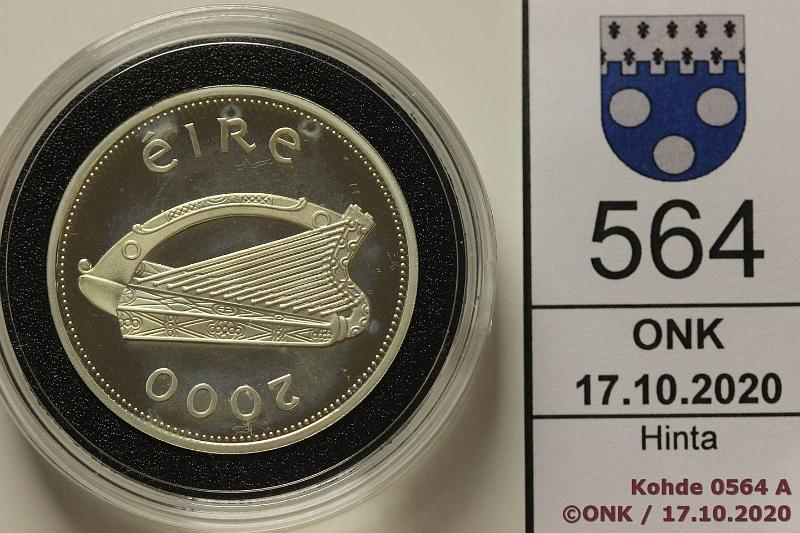 éIRe
2000
564
ONK
17.10.2020
Hinta
Kohde 0564 A
©ONK / 17.10.2020